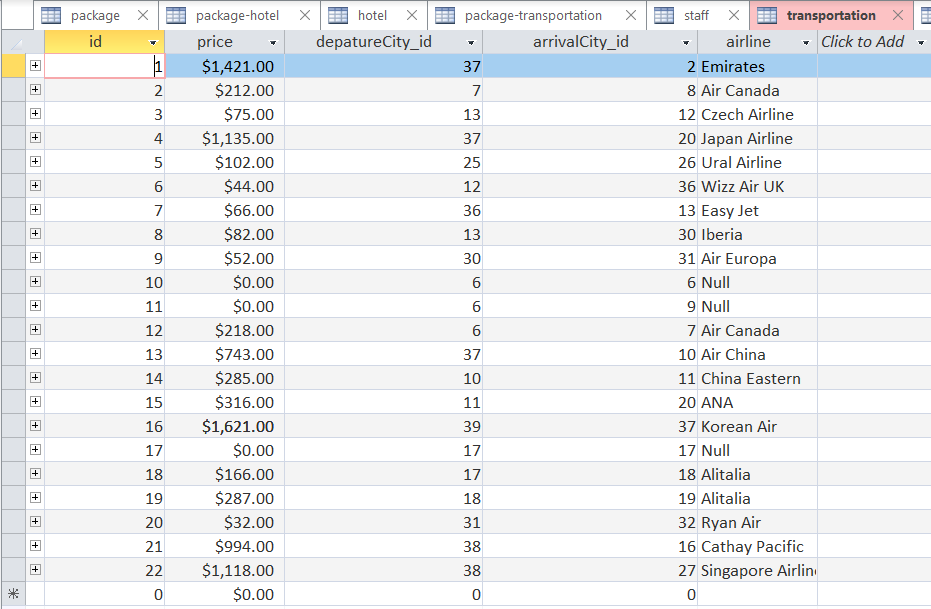 package package-hotel hotel package-transportation staff transportation
id price depatureCity_id arrivalCity_id airline Click to Add
1 $1,421.00 37 2 Emirates
2 $212.00 7 8 Air Canada
3 $75.00 13 12 Czech Airline
4 $1,135.00 37 20 Japan Airline
5 $102.00 25 26 Ural Airline
6 $44.00 12 36 Wizz Air UK
7 $66.00 36 13 Easy Jet
8 $82.00 13 30 Iberia
9 $52.00 30 31 Air Europa
10 $0.00 6 6 Null
11 $0.00 6 9 Null
12 $218.00 6 7 Air Canada
13 $743.00 37 10 Air China
14 $285.00 10 11 China Eastern
15 $316.00 11 20 ANA
16 $1,621.00 39 37 Korean Air
17 $0.00 17 17 Null
18 $166.00 17 18 Alitalia
19 $287.00 18 19 Alitalia
20 $32.00 31 32 Ryan Air
21 $994.00 38 16 Cathay Pacific
22 $1,118.00 38 27 Singapore Airlin
0 $0.00 0 0